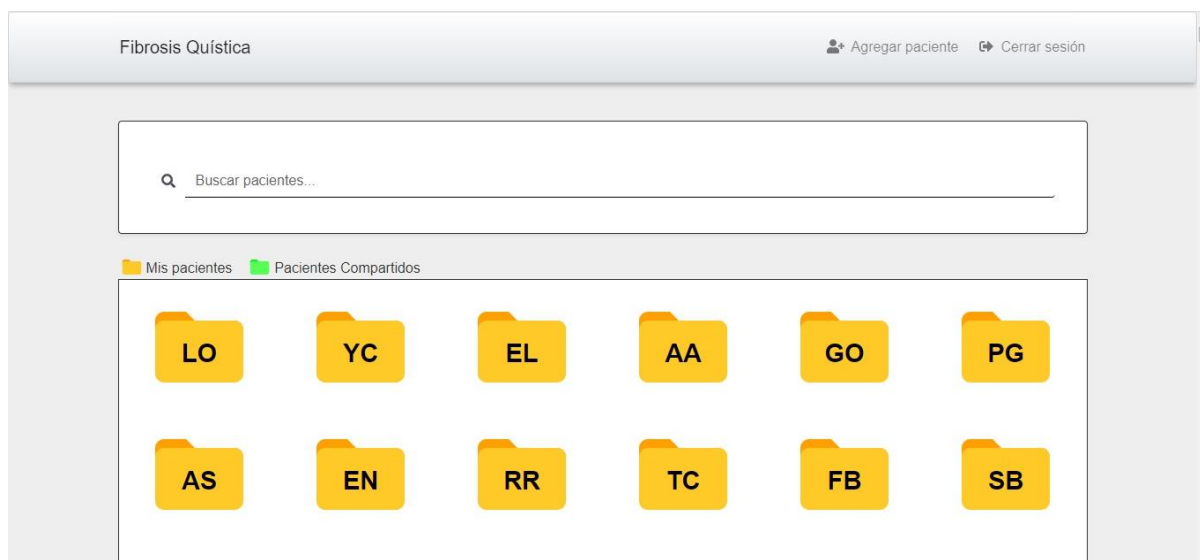 Fibrosis Quística Agregar paciente Cerrar sesión
Buscar pacientes...
Mis pacientes Pacientes Compartidos
LO YC EL AA GO PG
AS EN RR TC FB SB